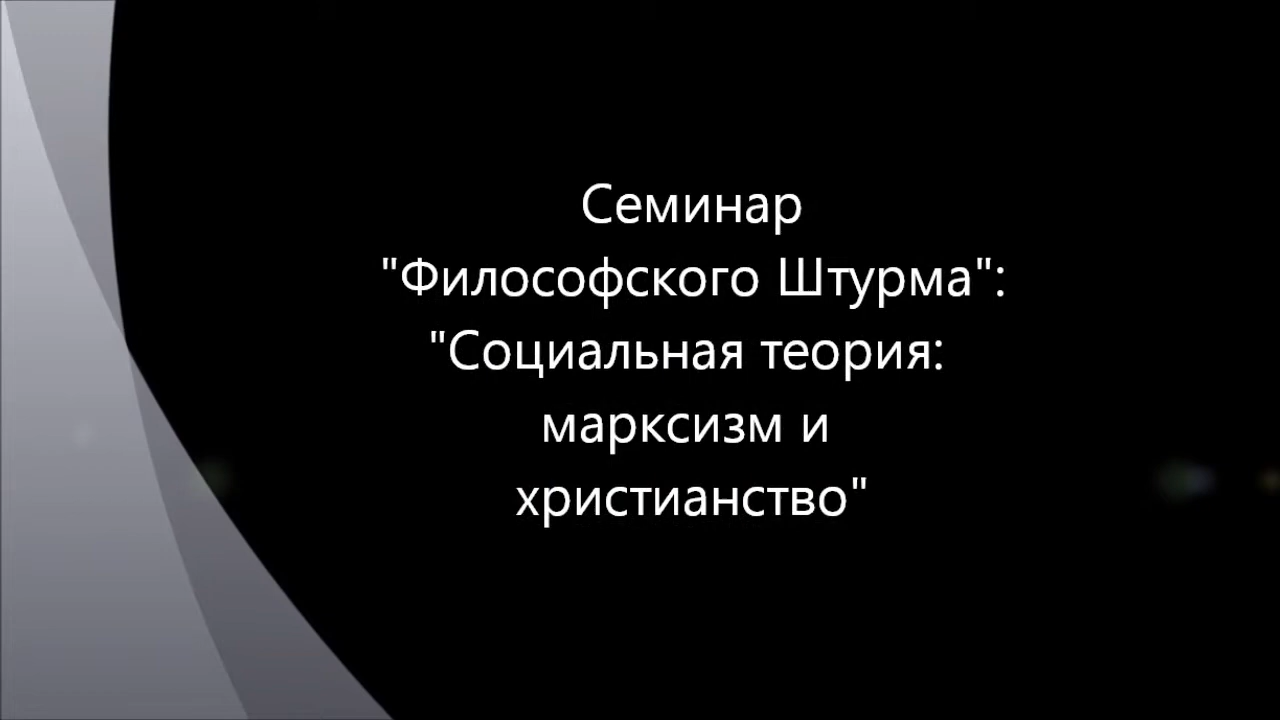 Семинар
"Философского Штурма":
"Социальная теория:
марксизм и
христианство"